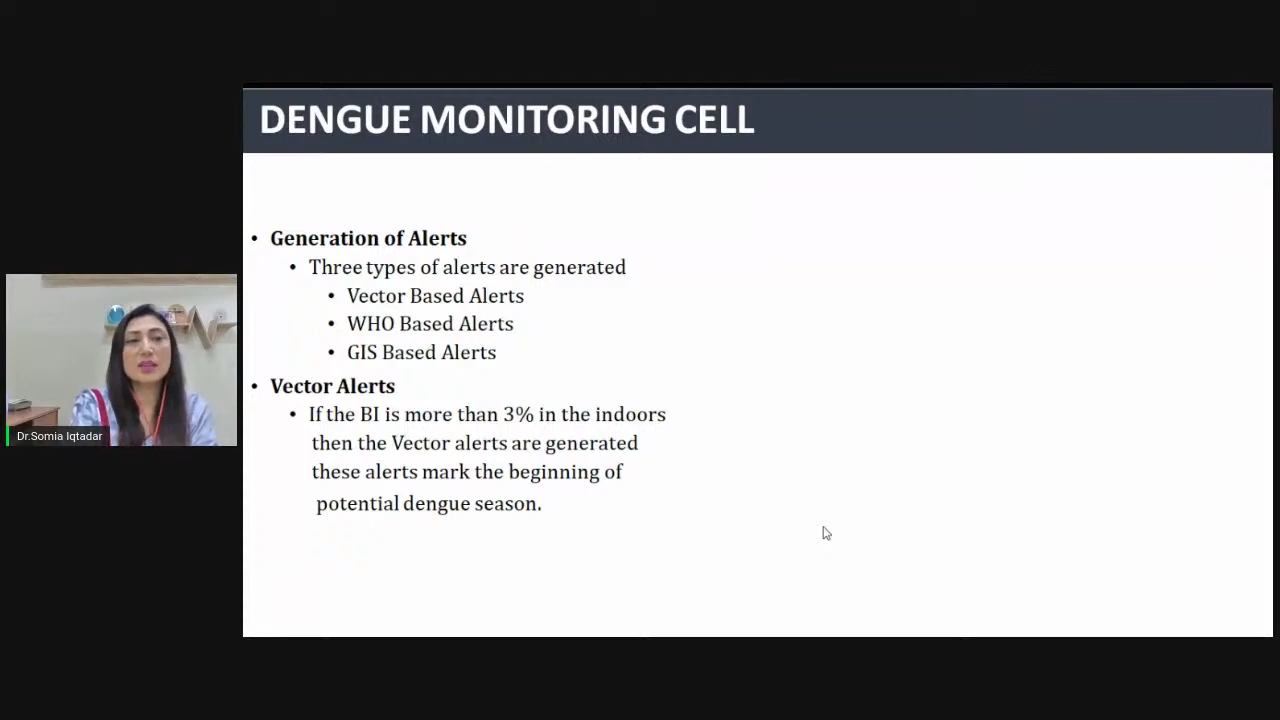 DENGUE MONITORING CELL
• Generation of Alerts
• Three types of alerts are generated
• Vector Based Alerts
• WHO Based Alerts
• GIS Based Alerts
• Vector Alerts
• If the BI is more than 3% in the indoors
then the Vector alerts are generated
these alerts mark the beginning of
potential dengue season.
Dr.Somia Iqtadar